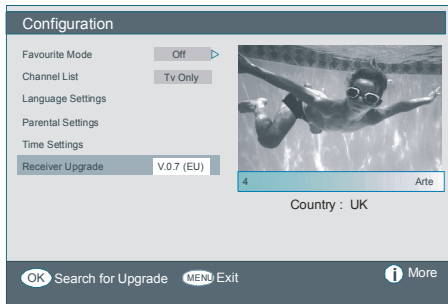 Configuration
Favourite Mode Off
Channel List Tv Only
Language Settings
Parental Settings
Time Settings
Receiver Upgrade V.0.7 (EU)
4 Arte
Country : UK
OK Search for Upgrade MENU Exit i More